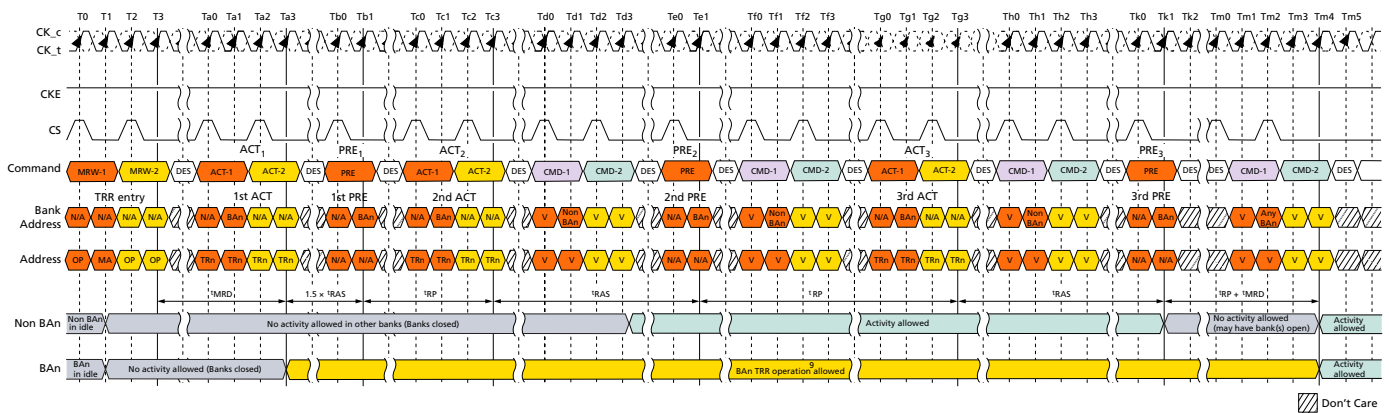 T0 T1 T2 T3 Ta0 Ta1 Ta2 Ta3 Tb0 Tb1 Tc0 Tc1 Tc2 Tc3 Td0 Td1 Td2 Td3 Te0 Te1 Tf0 Tf1 Tf2 Tf3 Tg0 Tg1 Tg2 Tg3 Th0 Th1 Th2 Th3 Tk0 Tk1 Tk2 Tm0 Tm1 Tm2 Tm3 Tm4 Tm5
CK_c
CK_t
CKE
CS
ACT1 PRE1 ACT2 PRE2 ACT3 PRE3
Command MRW-1 MRW-2 DES ACT-1 ACT-2 DES PRE DES ACT-1 ACT-2 DES CMD-1 CMD-2 DES PRE DES CMD-1 CMD-2 DES ACT-1 ACT-2 DES CMD-1 CMD-2 DES PRE DES DES CMD-1 CMD-2 DES
TRR entry 1st ACT 1st PRE 2nd ACT 2nd PRE 3rd ACT 3rd PRE
Bank Address N/A N/A N/A N/A N/A BAn N/A N/A N/A BAn N/A BAn N/A N/A V Non BAn V V N/A BAn V Non BAn V V N/A BAn N/A N/A V Non BAn V V N/A BAn V Any BAn V V
Address OP MA OP OP TRn TRn TRn TRn N/A N/A TRn TRn TRn TRn V V V V N/A N/A V V V V TRn TRn TRn TRn V V V V N/A N/A V V V V
tMRD 1.5 × tRAS tRP tRAS tRP tRAS tRP + tMRD
Non BAn Non BAn in idle No activity allowed in other banks (Banks closed) Activity allowed No activity allowed (may have bank(s) open) Activity allowed
BAn BAn in idle No activity allowed (Banks closed) BAn TRR operation allowed 9 Activity allowed
Don't Care